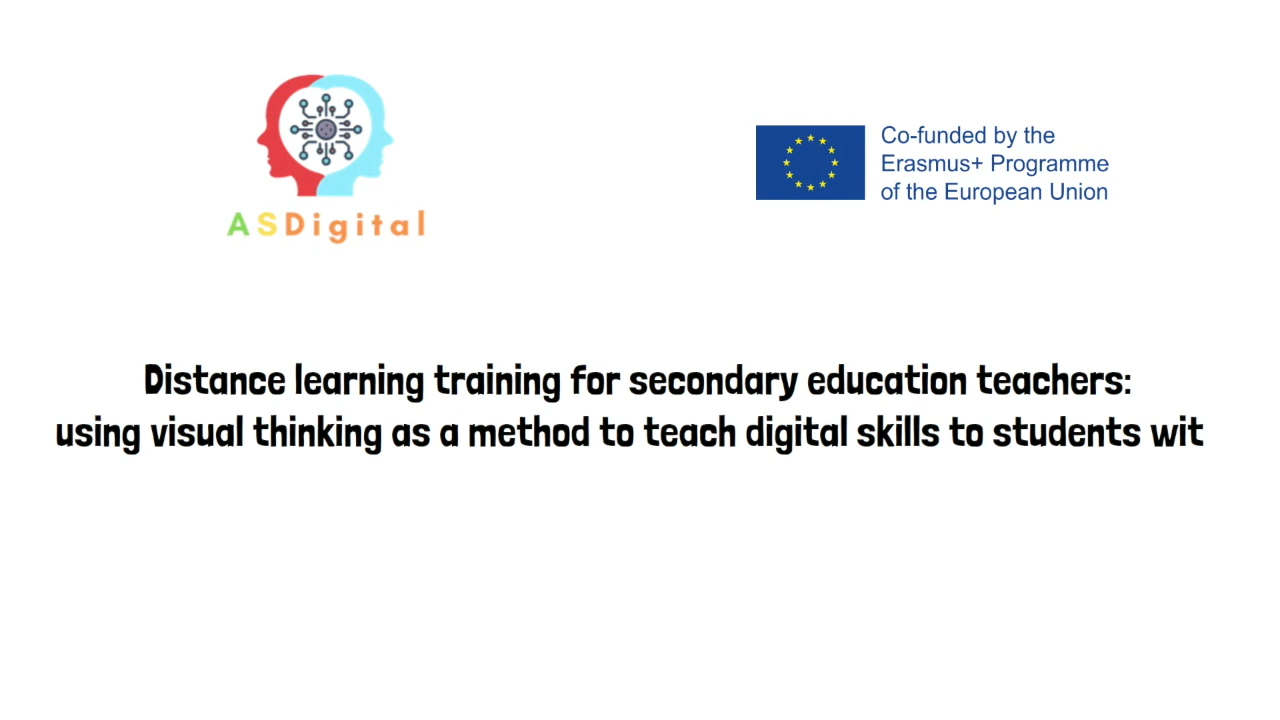 ASDigital
Co-funded by the
Erasmus+ Programme
of the European Union
Distance learning training for secondary education teachers:
using visual thinking as a method to teach digital skills to students wit